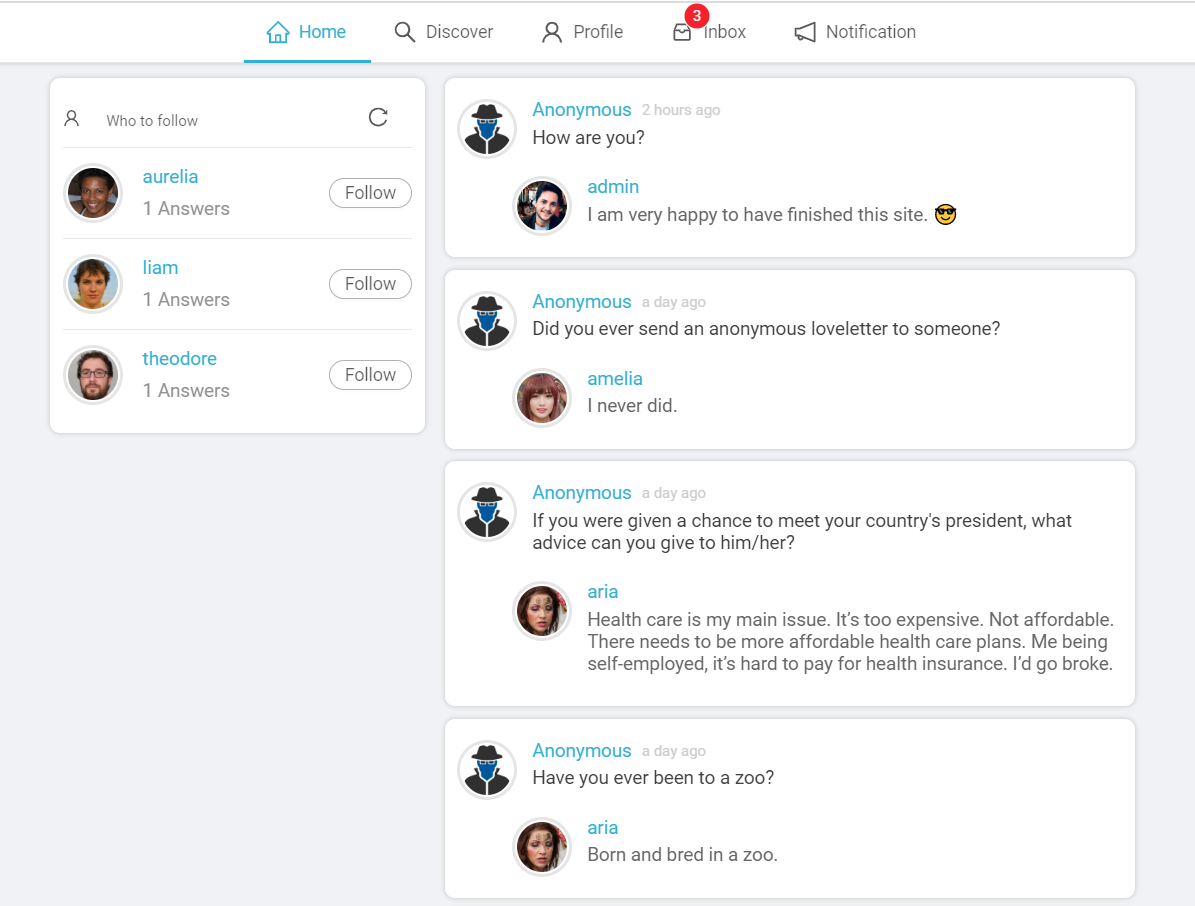 Home
Discover
Profile
3
Inbox
Notification
Who to follow
aurelia
1 Answers
Follow
liam
1 Answers
Follow
theodore
1 Answers
Follow
Anonymous 2 hours ago
How are you?
admin
I am very happy to have finished this site. 😎
Anonymous a day ago
Did you ever send an anonymous loveletter to someone?
amelia
I never did.
Anonymous a day ago
If you were given a chance to meet your country's president, what
advice can you give to him/her?
aria
Health care is my main issue. It’s too expensive. Not affordable.
There needs to be more affordable health care plans. Me being
self-employed, it’s hard to pay for health insurance. I’d go broke.
Anonymous a day ago
Have you ever been to a zoo?
aria
Born and bred in a zoo.